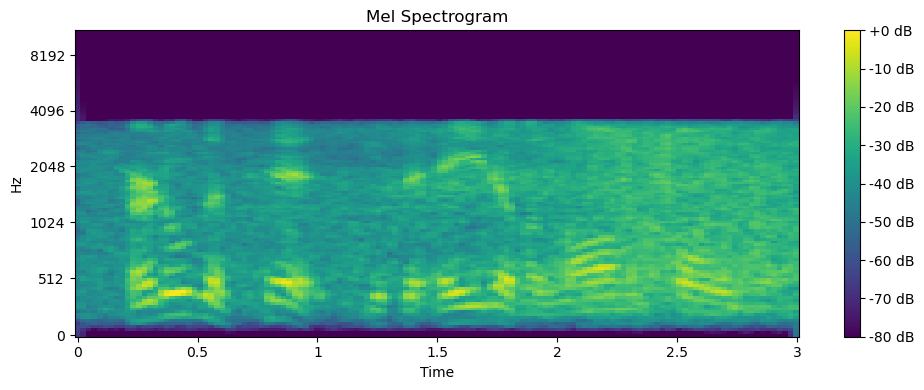 Mel Spectrogram
8192
4096
2048
1024
512
0
Hz
0
0.5
1
1.5
2
2.5
3
Time
+0 dB
-10 dB
-20 dB
-30 dB
-40 dB
-50 dB
-60 dB
-70 dB
-80 dB